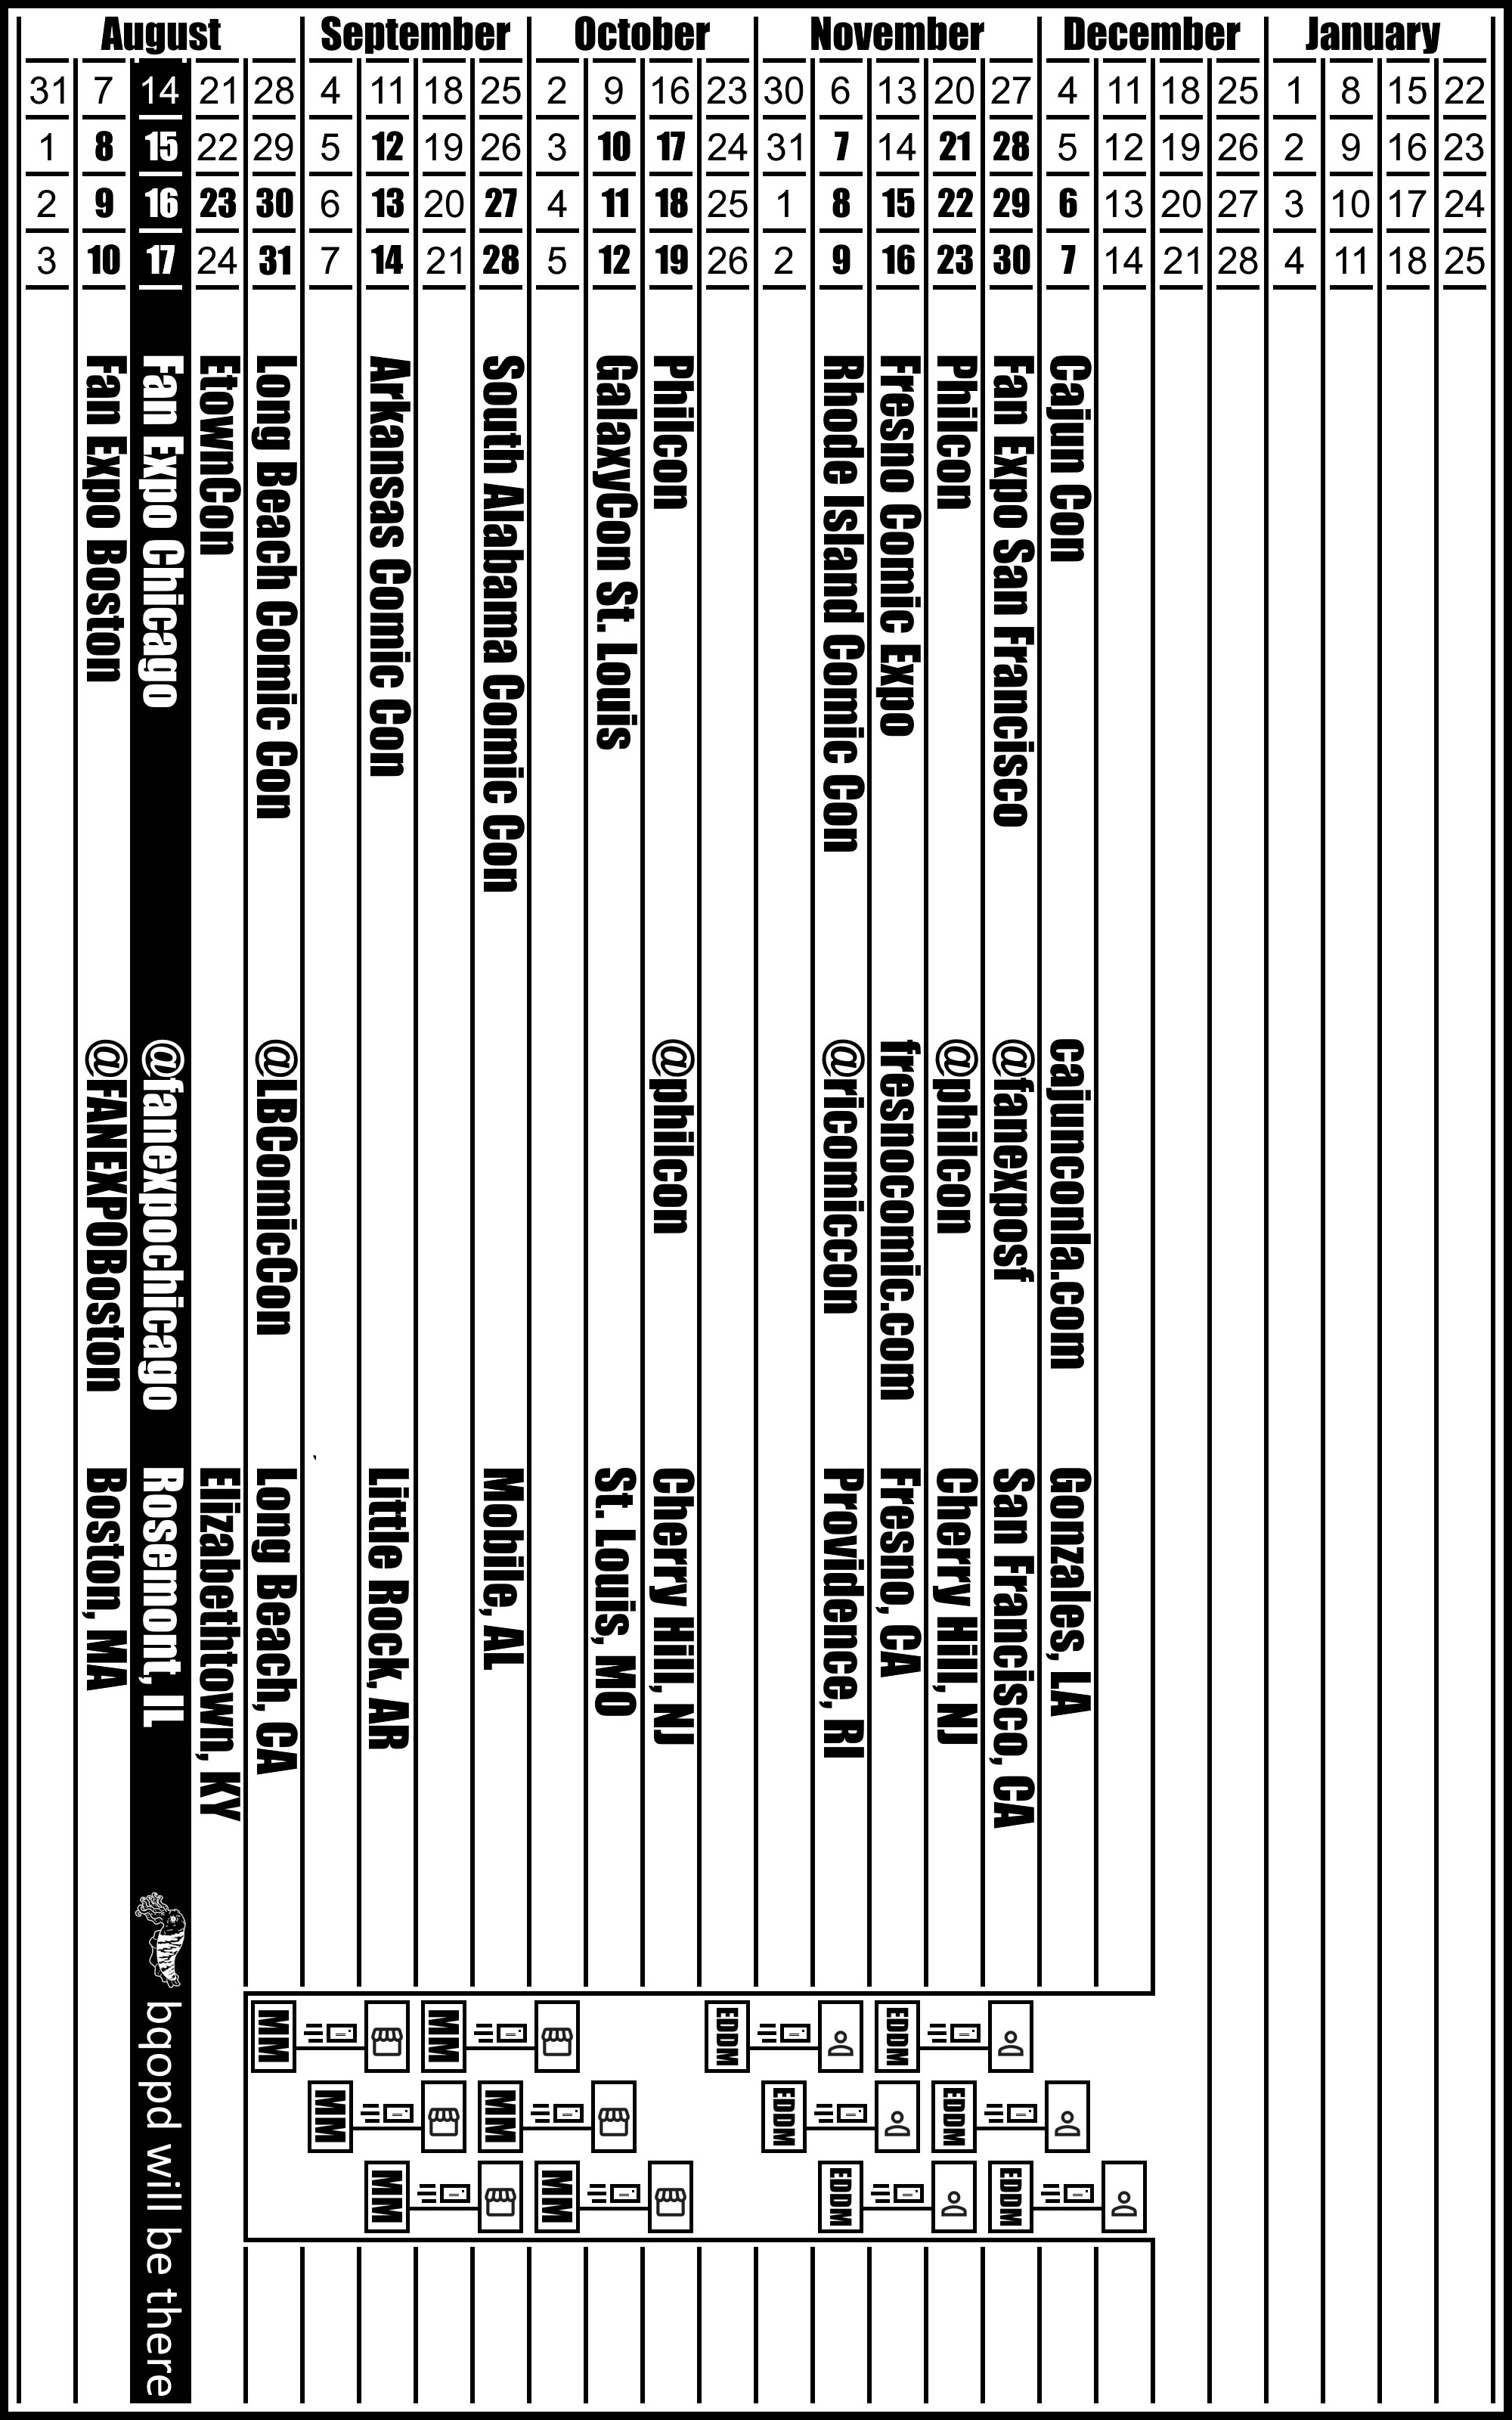 August September October November December January
31 7 14 21 28 4 11 18 25 2 9 16 23 30 6 13 20 27 4 11 18 25 1 8 15 22
1 8 15 22 29 5 12 19 26 3 10 17 24 31 7 14 21 28 5 12 19 26 2 9 16 23
2 9 16 23 30 6 13 20 27 4 11 18 25 1 8 15 22 29 6 13 20 27 3 10 17 24
3 10 17 24 31 7 14 21 28 5 12 19 26 2 9 16 23 30 7 14 21 28 4 11 18 25
Fan Expo Boston @FANEXPOBoston Boston, MA
Fan Expo Chicago @fanexpochicago Rosemont, IL bqopd will be there
EtownCon Elizabethtown, KY
Long Beach Comic Con @LBComicCon Long Beach, CA
Arkansas Comic Con Little Rock, AR
South Alabama Comic Con Mobile, AL
GalaxyCon St. Louis St. Louis, MO
Philcon @philcon Cherry Hill, NJ
Rhode Island Comic Con @ricomiccon Providence, RI
Fresno Comic Expo fresnocomic.com Fresno, CA
Philcon @philcon Cherry Hill, NJ
Fan Expo San Francisco @fanexposf San Francisco, CA
Cajun Con cajunconla.com Gonzales, LA
MM MM EDDM EDDM
MM MM EDDM EDDM
MM MM EDDM EDDM